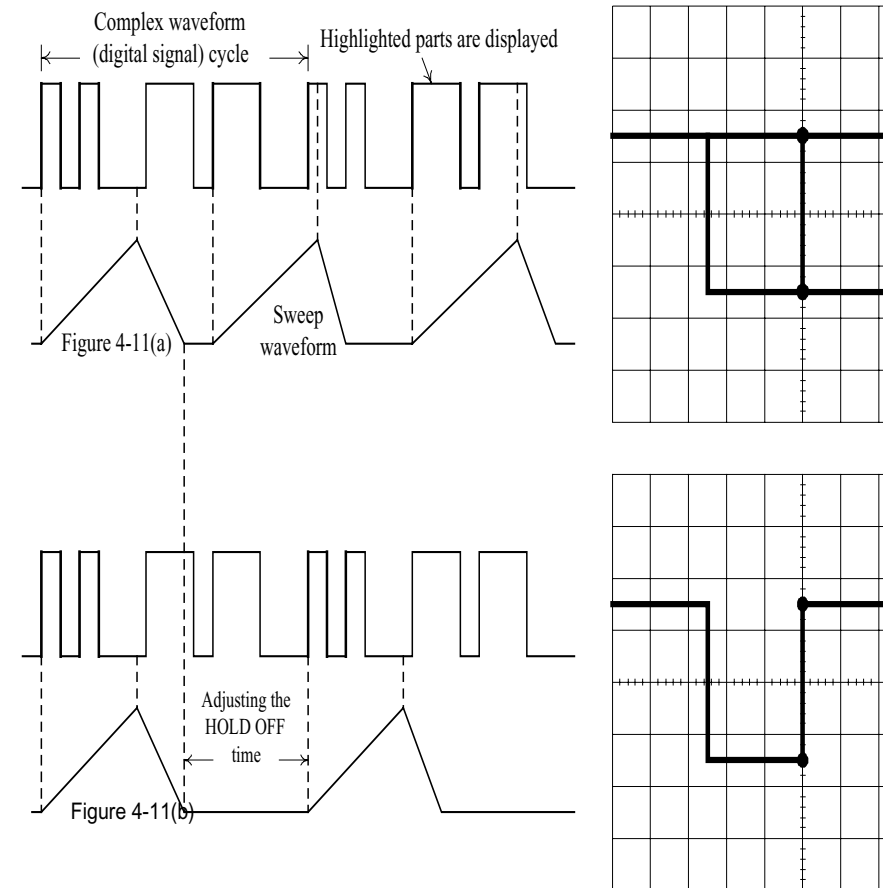 Complex waveform
(digital signal) cycle
Highlighted parts are displayed
Figure 4-11(a)
Sweep
waveform
Adjusting the
HOLD OFF
time
Figure 4-11(b)